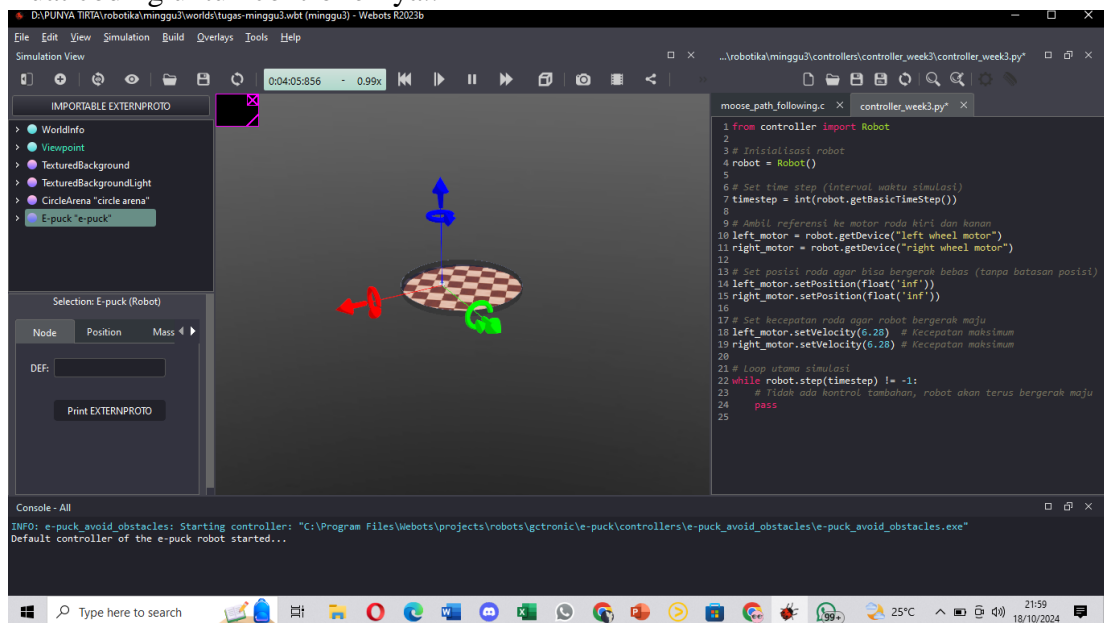 D:\PUNYA TIRTA\robotika\minggu3\worlds\tugas-minggu3.wbt (minggu) - Webots R2023b
File Edit View Simulation Build Overlays Tools Help
Simulation View
...\robotika\minggu3\controllers\controller_week3\controller_week3.py*
0:04:05:856 - 0.99x
IMPORTABLE EXTERNPROTO
moose_path_following.c × controller_week3.py* ×
> WorldInfo
> Viewpoint
> TexturedBackground
> TexturedBackgroundLight
> CircleArena "circle arena"
> E-puck "e-puck"
Selection: E-puck (Robot)
Node Position Mass
DEF:
Print EXTERNPROTO
1 from controller import Robot
2
3 # Inisialisasi robot
4 robot = Robot()
5
6 # Set time step (interval waktu simulasi)
7 timestep = int(robot.getBasicTimeStep())
8
9 # Ambil referensi ke motor roda kiri dan kanan
10 left_motor = robot.getDevice("left wheel motor")
11 right_motor = robot.getDevice("right wheel motor")
12
13 # Set posisi roda agar bisa bergerak bebas (tanpa batasan posisi)
14 left_motor.setPosition(float('inf'))
15 right_motor.setPosition(float('inf'))
16
17 # Set kecepatan roda agar robot bergerak maju
18 left_motor.setVelocity(6.28) # Kecepatan maksimum
19 right_motor.setVelocity(6.28) # Kecepatan maksimum
20
21 # Loop utama simulasi
22 while robot.step(timestep) != -1:
23 # Tidak ada kontrol tambahan, robot akan terus bergerak maju
24 pass
25
Console - All
INFO: e-puck_avoid_obstacles: Starting controller: "C:\Program Files\Webots\projects\robots\gctronic\e-puck\controllers\e-puck_avoid_obstacles\e-puck_avoid_obstacles.exe"
Default controller of the e-puck robot started...
Type here to search
99+
25°C
21:59
18/10/2024